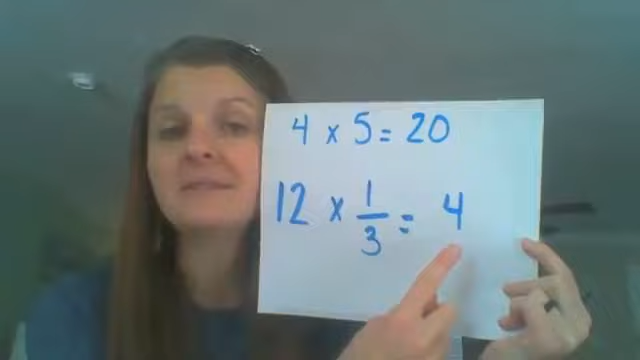 4 x 5 = 20
12 x 1/3 = 4